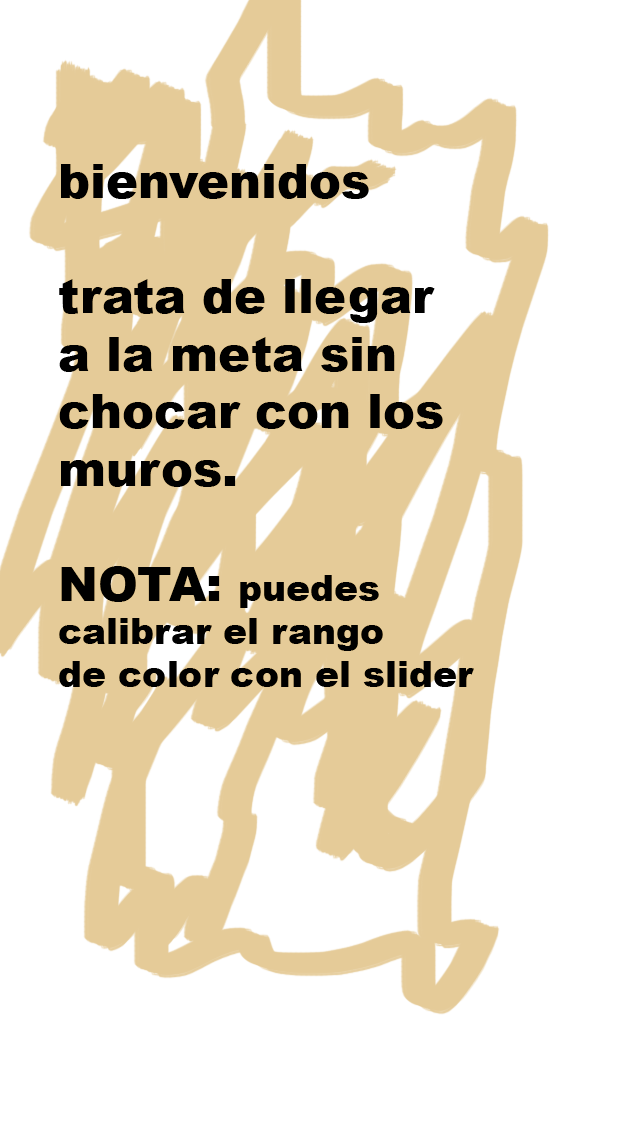 bienvenidos
trata de llegar
a la meta sin
chocar con los
muros.
NOTA: puedes
calibrar el rango
de color con el slider